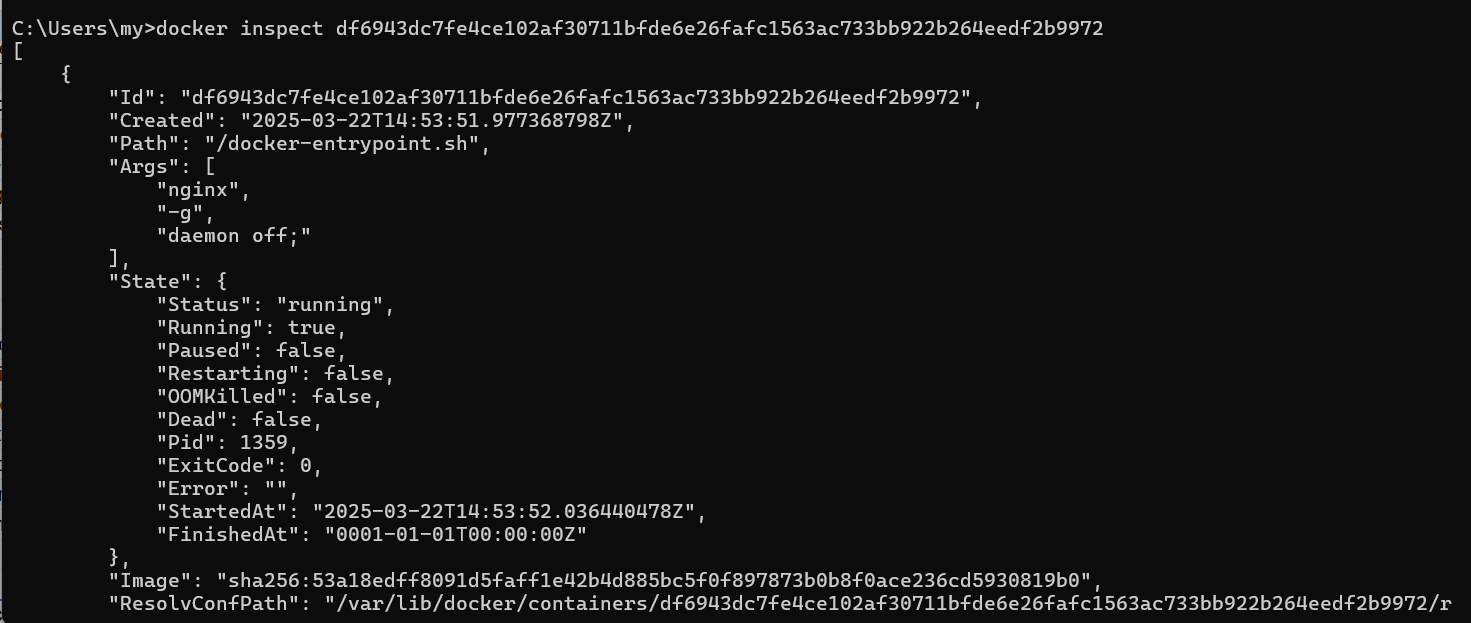 C:\Users\my>docker inspect df6943dc7fe4ce102af30711bfde6e26fafc1563ac733bb922b264eedf2b9972
[
    {
        "Id": "df6943dc7fe4ce102af30711bfde6e26fafc1563ac733bb922b264eedf2b9972",
        "Created": "2025-03-22T14:53:51.977368798Z",
        "Path": "/docker-entrypoint.sh",
        "Args": [
            "nginx",
            "-g",
            "daemon off;"
        ],
        "State": {
            "Status": "running",
            "Running": true,
            "Paused": false,
            "Restarting": false,
            "OOMKilled": false,
            "Dead": false,
            "Pid": 1359,
            "ExitCode": 0,
            "Error": "",
            "StartedAt": "2025-03-22T14:53:52.036440478Z",
            "FinishedAt": "0001-01-01T00:00:00Z"
        },
        "Image": "sha256:53a18edff8091d5faff1e42b4d885bc5f0f897873b0b8f0ace236cd5930819b0",
        "ResolvConfPath": "/var/lib/docker/containers/df6943dc7fe4ce102af30711bfde6e26fafc1563ac733bb922b264eedf2b9972/r